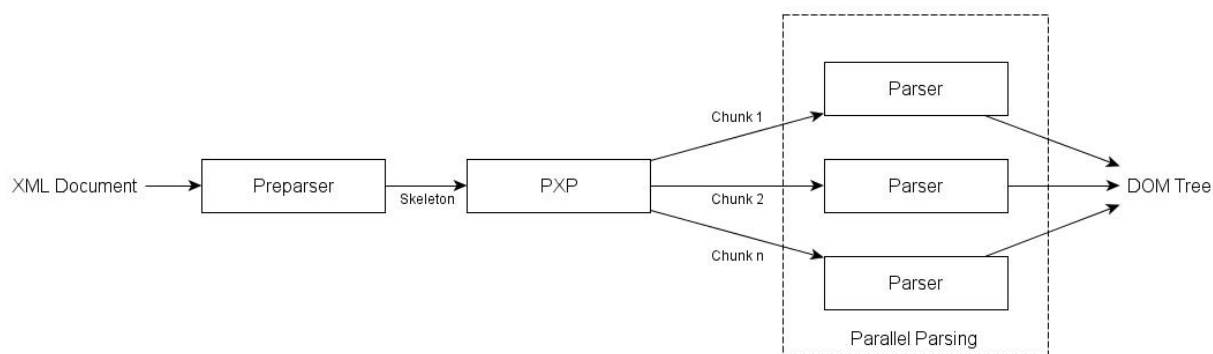 Parser
Chunk 1
XML Document
Preparser
Skeleton
PXP
Chunk 2
Parser
DOM Tree
Chunk n
Parser
Parallel Parsing